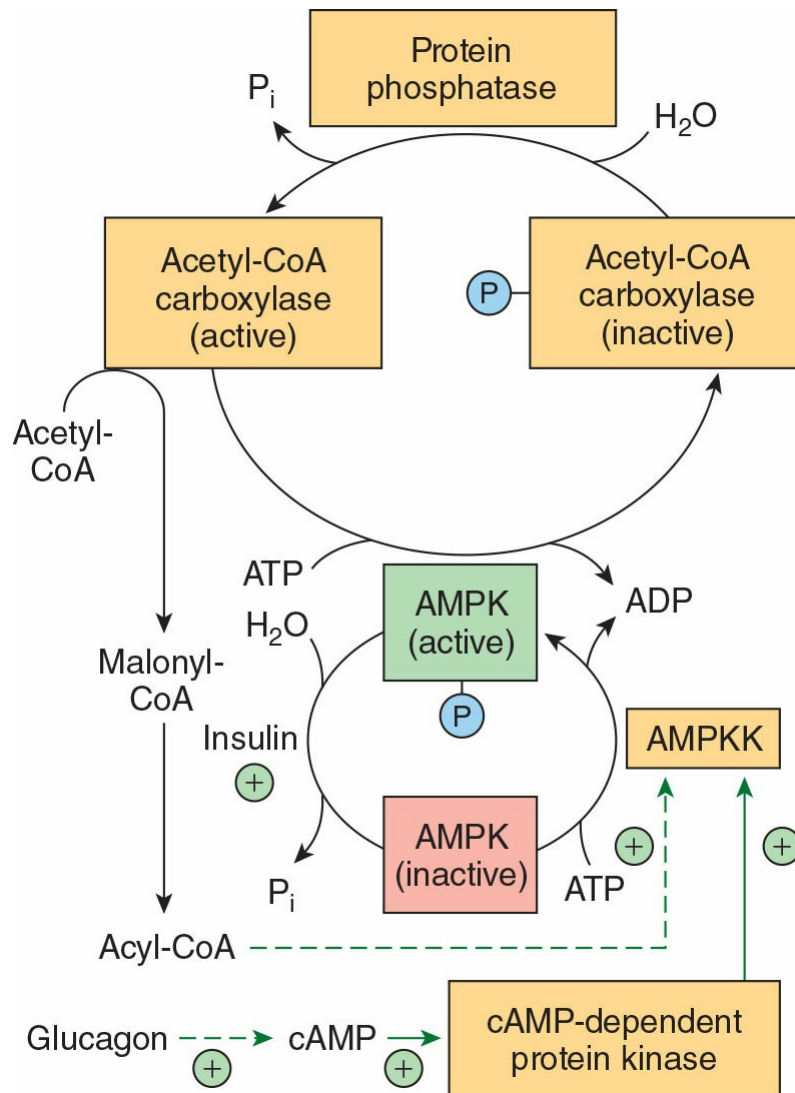 Protein
phosphatase
Pi
H2O
Acetyl-CoA
carboxylase
(active)
P
Acetyl-CoA
carboxylase
(inactive)
Acetyl-
CoA
ATP
ADP
AMPK
(active)
P
H2O
Malonyl-
CoA
Insulin
+
AMPKK
AMPK
(inactive)
Pi
ATP
+
+
Acyl-CoA
Glucagon
+
cAMP
+
cAMP-dependent
protein kinase